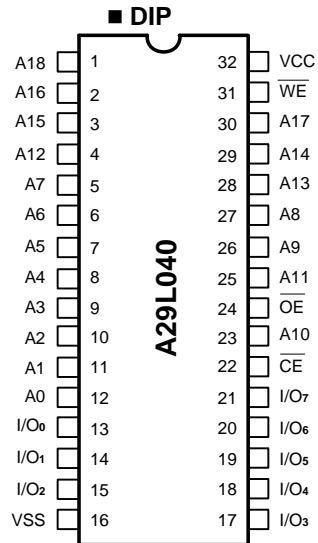 ■ DIP
A18 1 32 VCC
A16 2 31 W̅E̅
A15 3 30 A17
A12 4 29 A14
A7 5 28 A13
A6 6 27 A8
A5 7 26 A9
A4 8 25 A11
A3 9 24 O̅E̅
A2 10 23 A10
A1 11 22 C̅E̅
A0 12 21 I/O₇
I/O₀ 13 20 I/O₆
I/O₁ 14 19 I/O₅
I/O₂ 15 18 I/O₄
VSS 16 17 I/O₃
A29L040